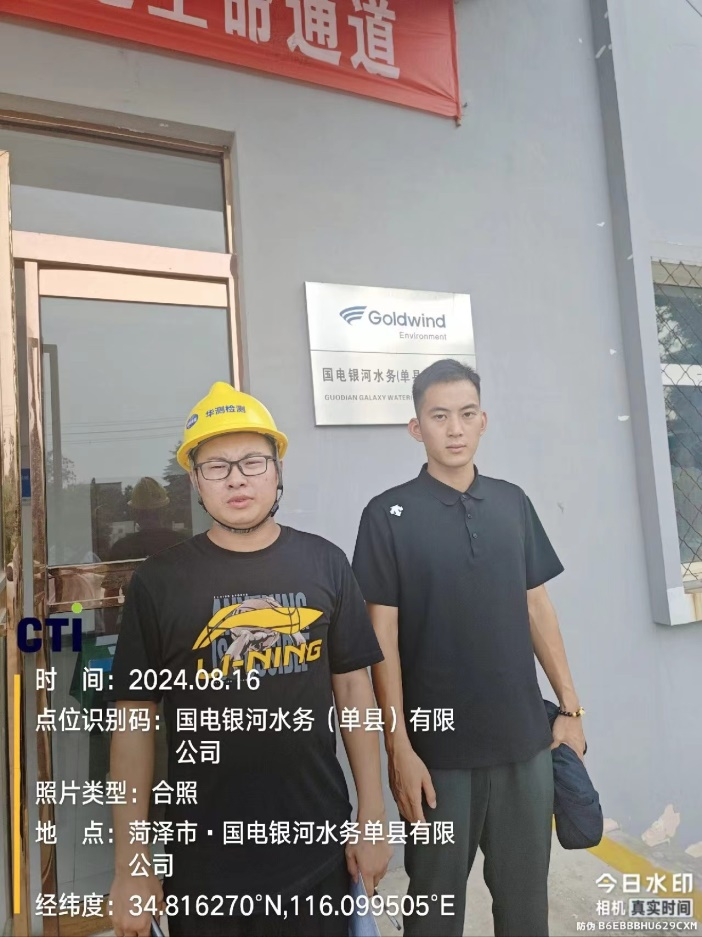 生命通道
Goldwind
Environment
国电银河水务(单县
GUODIAN GALAXY WATER
华测检测
LI-NING
CTI
时 间：2024.08.16
点位识别码：国电银河水务（单县）有限
公司
照片类型：合照
地 点：菏泽市·国电银河水务单县有限
公司
经纬度：34.816270°N,116.099505°E
今日水印
相机 真实时间
防伪 B6EBBBHU629CXM